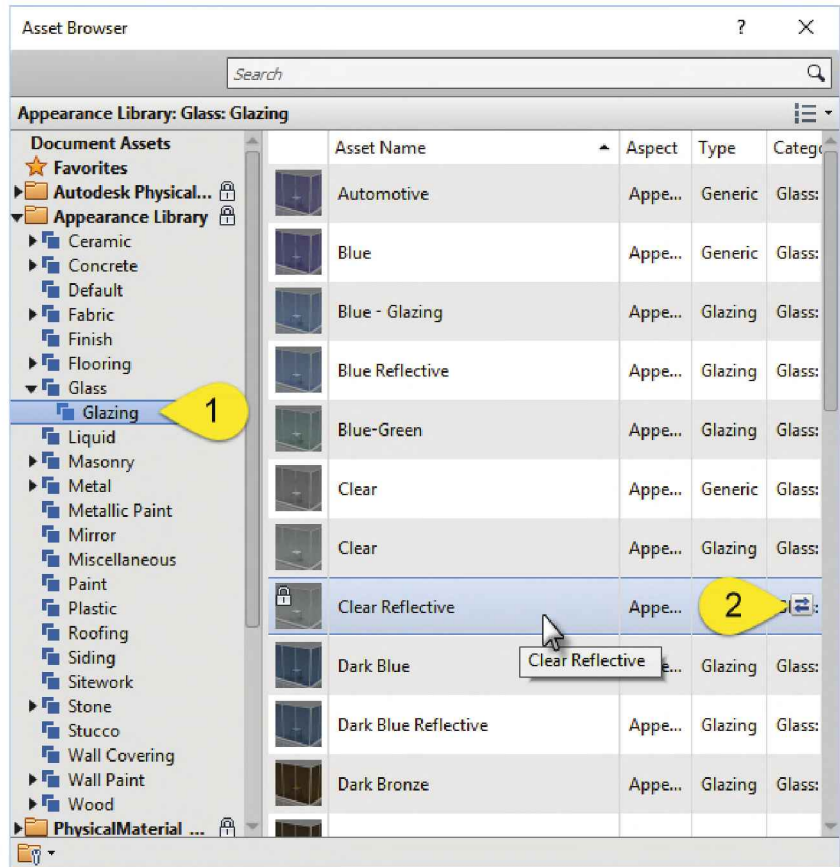 Asset Browser
?
Search
Appearance Library: Glass: Glazing
Document Assets
Favorites
Autodesk Physical...
Appearance Library
Ceramic
Concrete
Default
Fabric
Finish
Flooring
Glass
Glazing
1
Liquid
Masonry
Metal
Metallic Paint
Mirror
Miscellaneous
Paint
Plastic
Roofing
Siding
Sitework
Stone
Stucco
Wall Covering
Wall Paint
Wood
PhysicalMaterial ...
Asset Name Aspect Type Catego
Automotive Appe... Generic Glass:
Blue Appe... Generic Glass:
Blue - Glazing Appe... Glazing Glass:
Blue Reflective Appe... Glazing Glass:
Blue-Green Appe... Glazing Glass:
Clear Appe... Generic Glass:
Clear Appe... Glazing Glass:
Clear Reflective Appe... 2
Clear Reflective
Dark Blue Glazing Glass:
Dark Blue Reflective Appe... Glazing Glass:
Dark Bronze Appe... Glazing Glass: